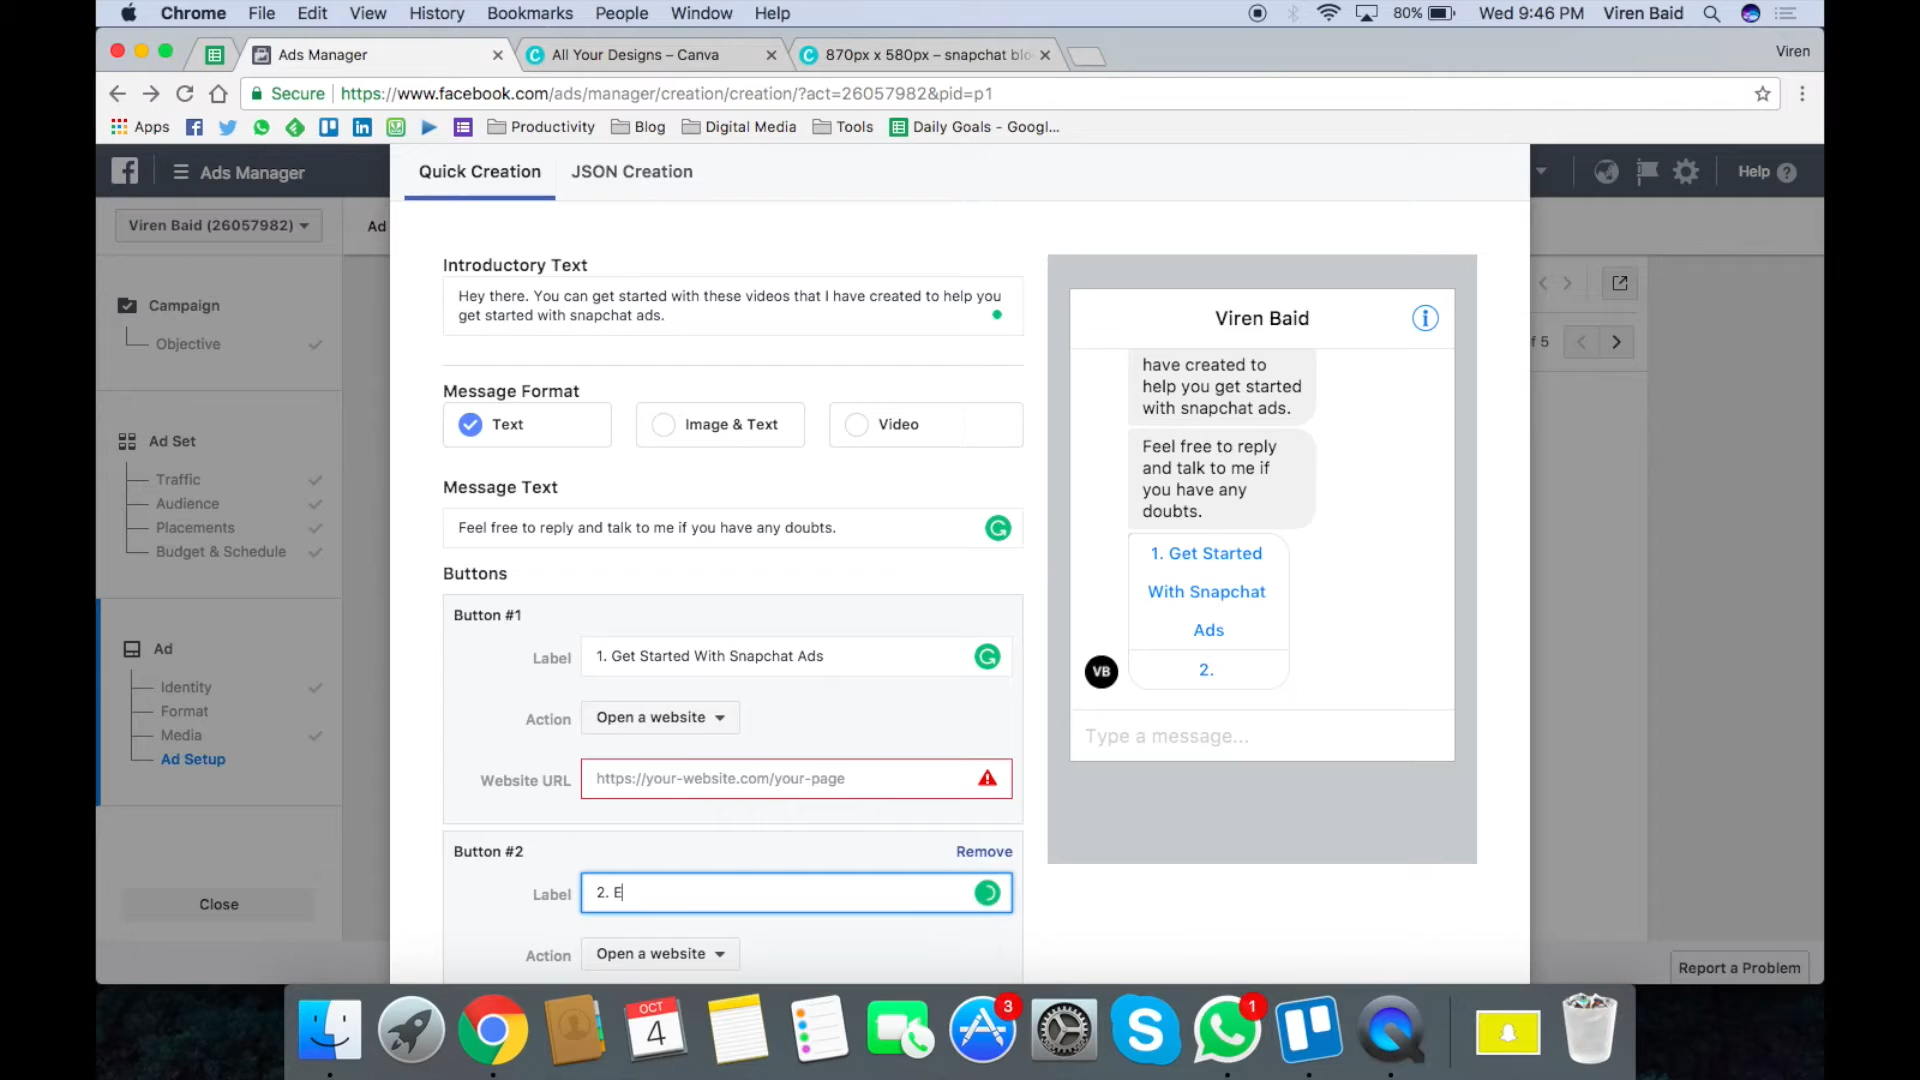 Chrome File Edit View History Bookmarks People Window Help 80% Wed 9:46 PM Viren Baid
Ads Manager All Your Designs – Canva 870px x 580px – snapchat blo Viren
Secure https://www.facebook.com/ads/manager/creation/creation/?act=26057982&pid=p1
Apps Productivity Blog Digital Media Tools Daily Goals - Googl...
Ads Manager Quick Creation JSON Creation Help
Viren Baid (26057982) Ad
Campaign
Objective
Ad Set
Traffic
Audience
Placements
Budget & Schedule
Ad
Identity
Format
Media
Ad Setup
Close
Introductory Text
Hey there. You can get started with these videos that I have created to help you
get started with snapchat ads.
Message Format
Text Image & Text Video
Message Text
Feel free to reply and talk to me if you have any doubts.
Buttons
Button #1
Label 1. Get Started With Snapchat Ads
Action Open a website
Website URL https://your-website.com/your-page
Button #2 Remove
Label 2. E
Action Open a website
Viren Baid
have created to
help you get started
with snapchat ads.
Feel free to reply
and talk to me if
you have any
doubts.
1. Get Started
With Snapchat
Ads
2.
VB
Type a message...
f 5
Report a Problem
OCT
4
3
1